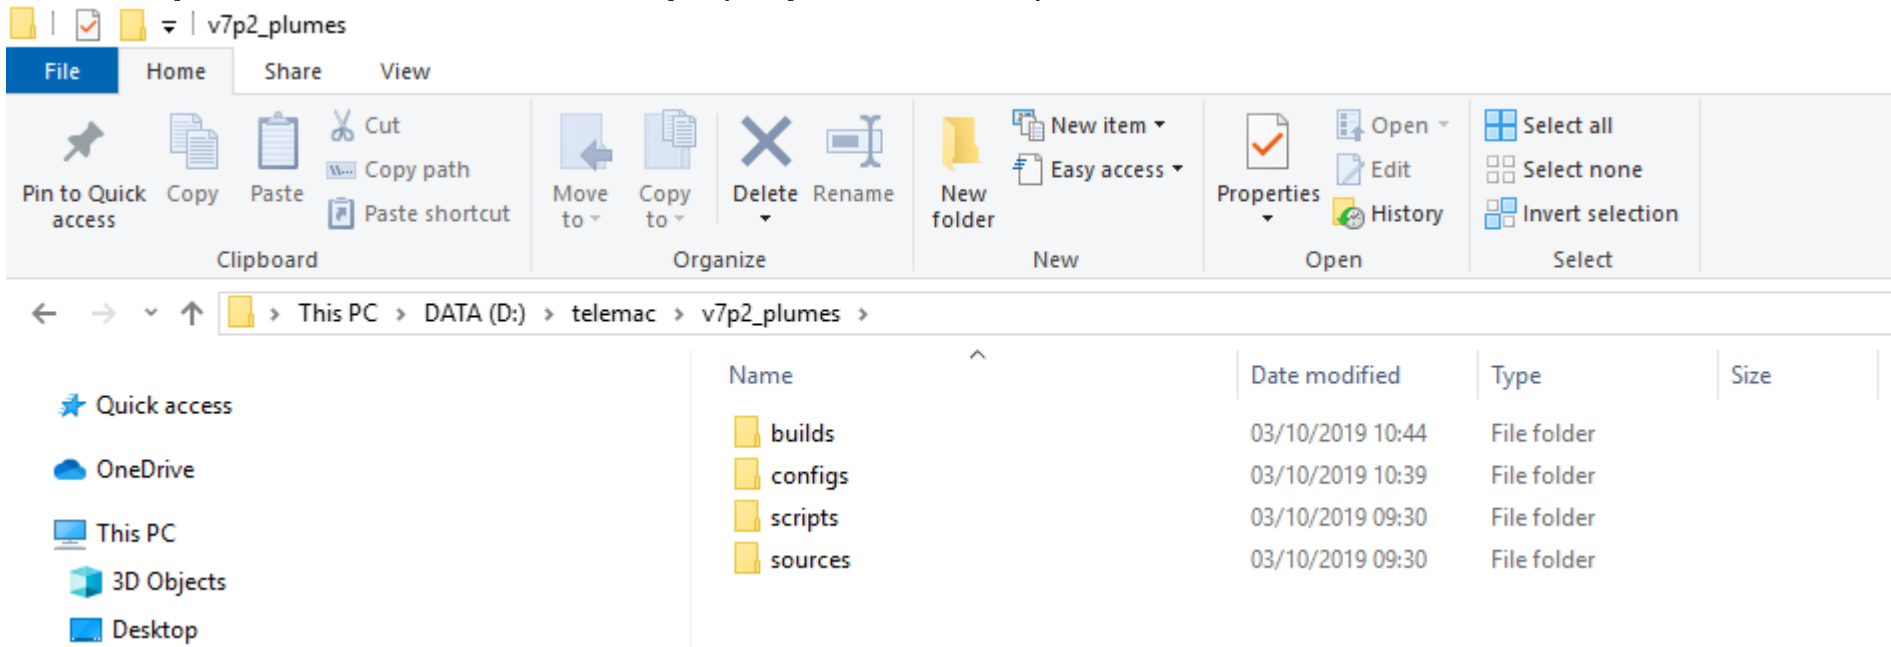 v7p2_plumes
File Home Share View
Pin to Quick access
Copy
Paste
Cut
Copy path
Paste shortcut
Clipboard
Move to
Copy to
Delete
Rename
Organize
New folder
New item
Easy access
New
Properties
Open
Edit
History
Open
Select all
Select none
Invert selection
Select
This PC > DATA (D:) > telemac > v7p2_plumes >
Quick access
OneDrive
This PC
3D Objects
Desktop
Name Date modified Type Size
builds 03/10/2019 10:44 File folder
configs 03/10/2019 10:39 File folder
scripts 03/10/2019 09:30 File folder
sources 03/10/2019 09:30 File folder